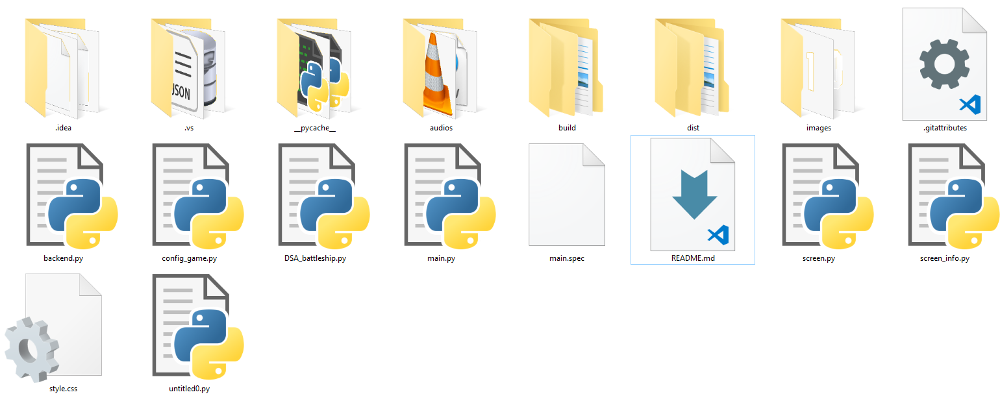 JSON
.idea
.vs
__pycache__
audios
build
dist
images
.gitattributes
backend.py
config_game.py
DSA_battleship.py
main.py
main.spec
README.md
screen.py
screen_info.py
style.css
untitled0.py